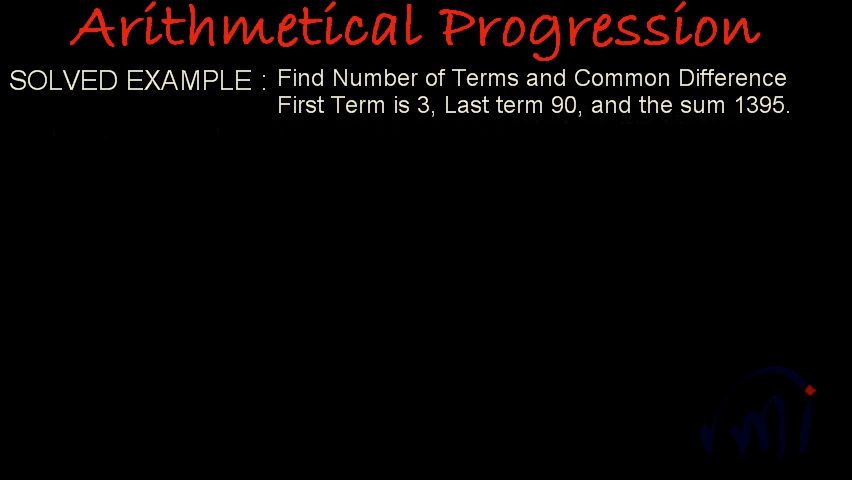 Arithmetical Progression
SOLVED EXAMPLE : Find Number of Terms and Common Difference
First Term is 3, Last term 90, and the sum 1395.